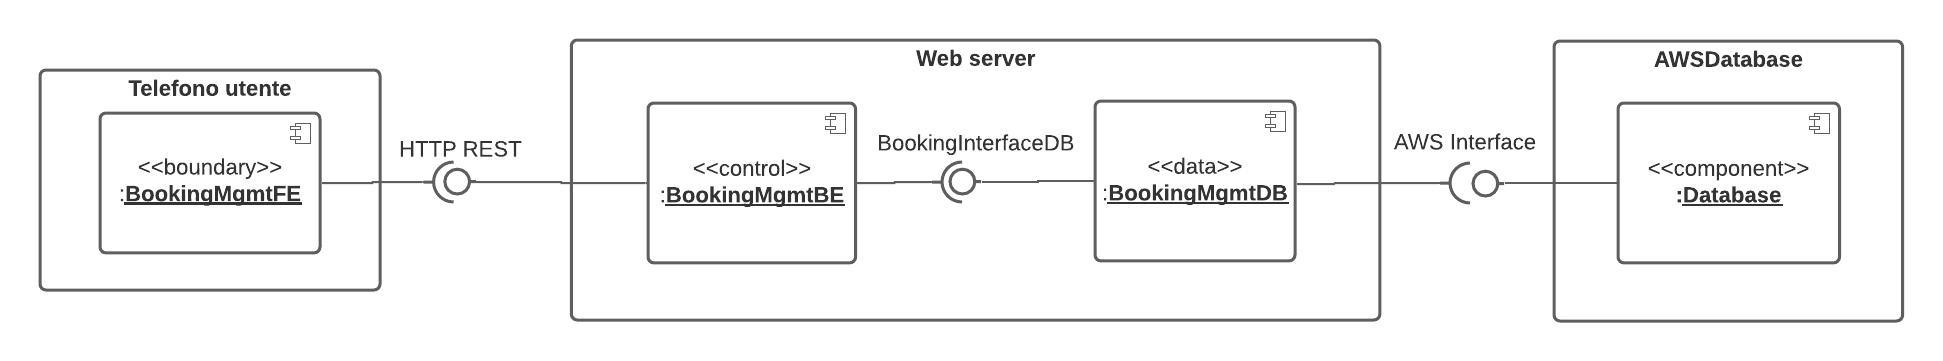 Telefono utente
<<boundary>>
:BookingMgmtFE
HTTP REST
Web server
<<control>>
:BookingMgmtBE
BookingInterfaceDB
<<data>>
:BookingMgmtDB
AWS Interface
AWSDatabase
<<component>>
:Database